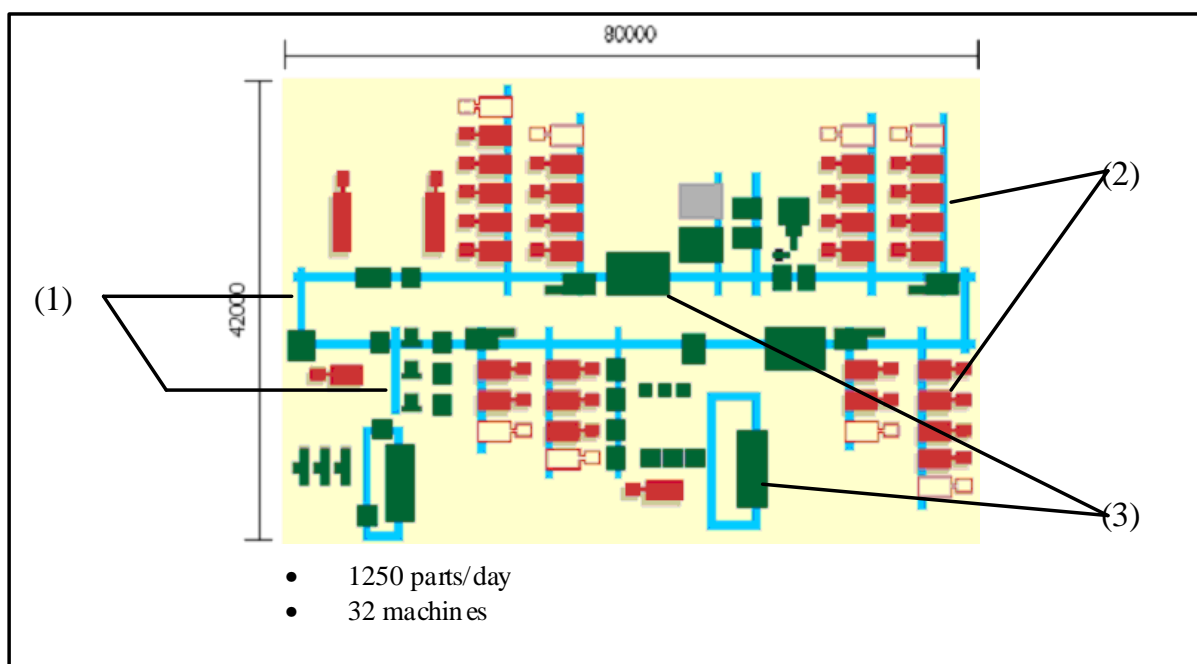 80000
42000
(1)
(2)
(3)
• 1250 parts/day
• 32 machines